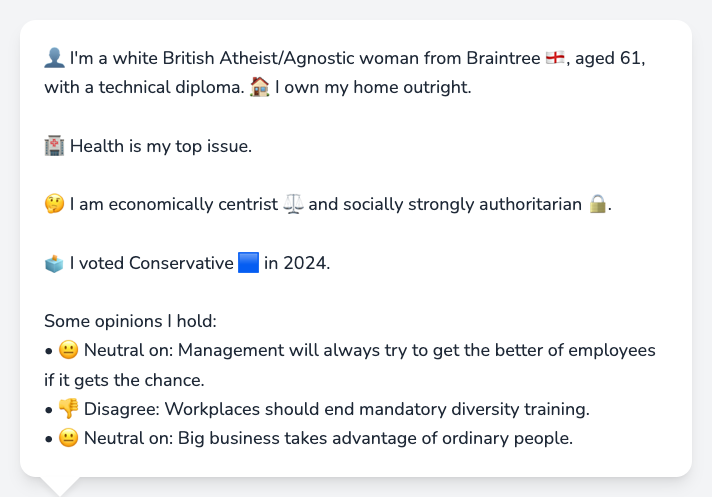 👤 I'm a white British Atheist/Agnostic woman from Braintree 🏴󠁧󠁢󠁥󠁮󠁧󠁿, aged 61,
with a technical diploma. 🏠 I own my home outright.
🏥 Health is my top issue.
🤔 I am economically centrist ⚖️ and socially strongly authoritarian 🔒.
🗳️ I voted Conservative 🟦 in 2024.
Some opinions I hold:
• 😐 Neutral on: Management will always try to get the better of employees
if it gets the chance.
• 👎 Disagree: Workplaces should end mandatory diversity training.
• 😐 Neutral on: Big business takes advantage of ordinary people.